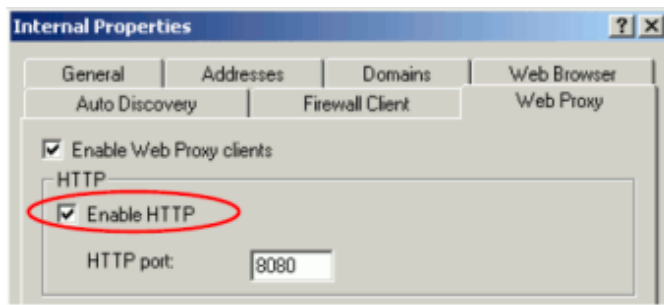 Internal Properties
General Addresses Domains Web Browser
Auto Discovery Firewall Client Web Proxy
Enable Web Proxy clients
HTTP
Enable HTTP
HTTP port: 8080